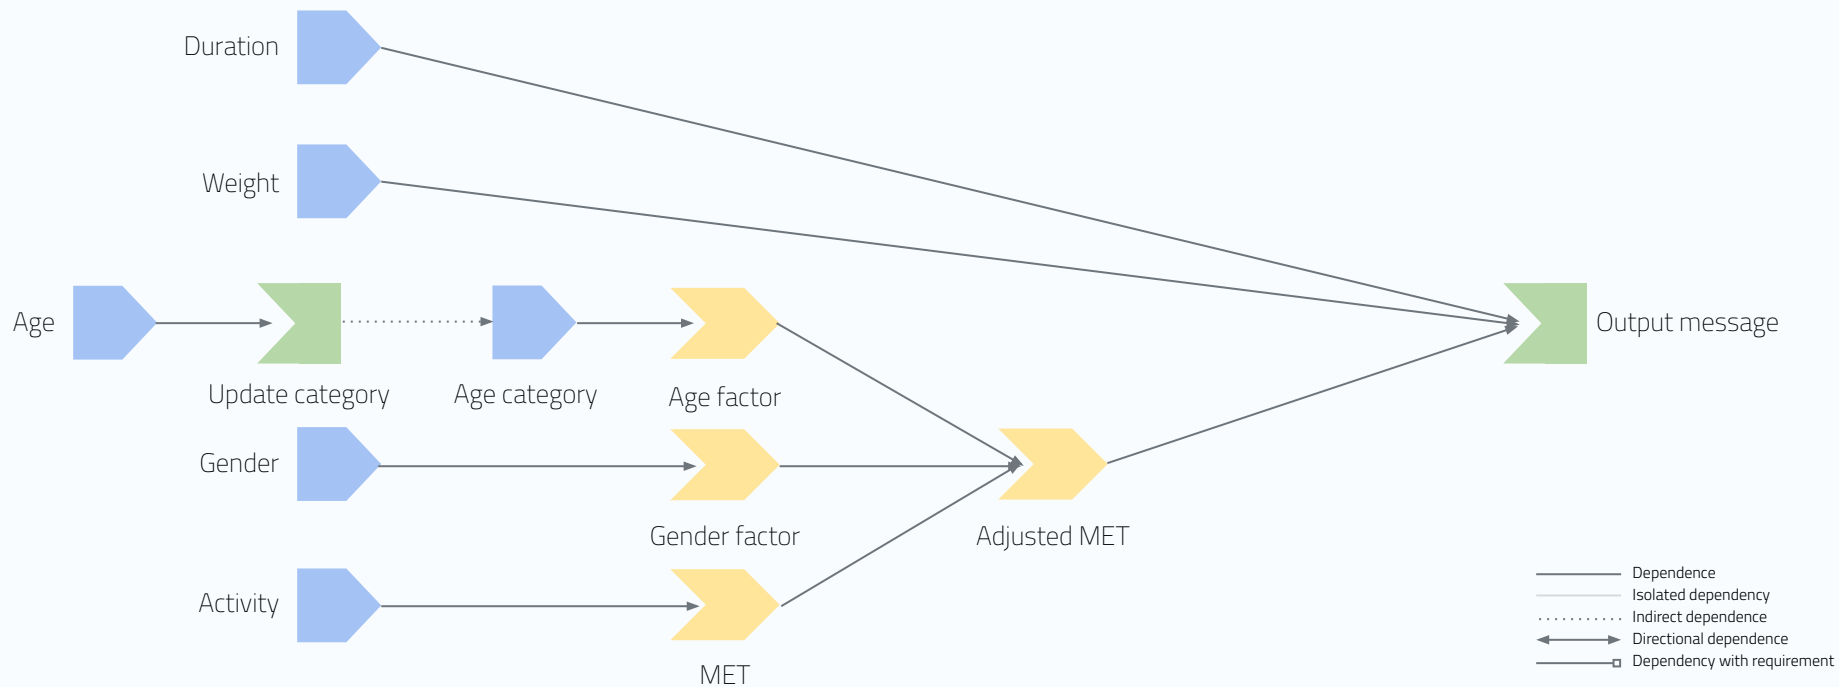 Duration
Weight
Age
Output message
Update category
Age category
Age factor
Gender
Gender factor
Adjusted MET
Activity
MET
Dependence
Isolated dependency
Indirect dependence
Directional dependence
Dependency with requirement